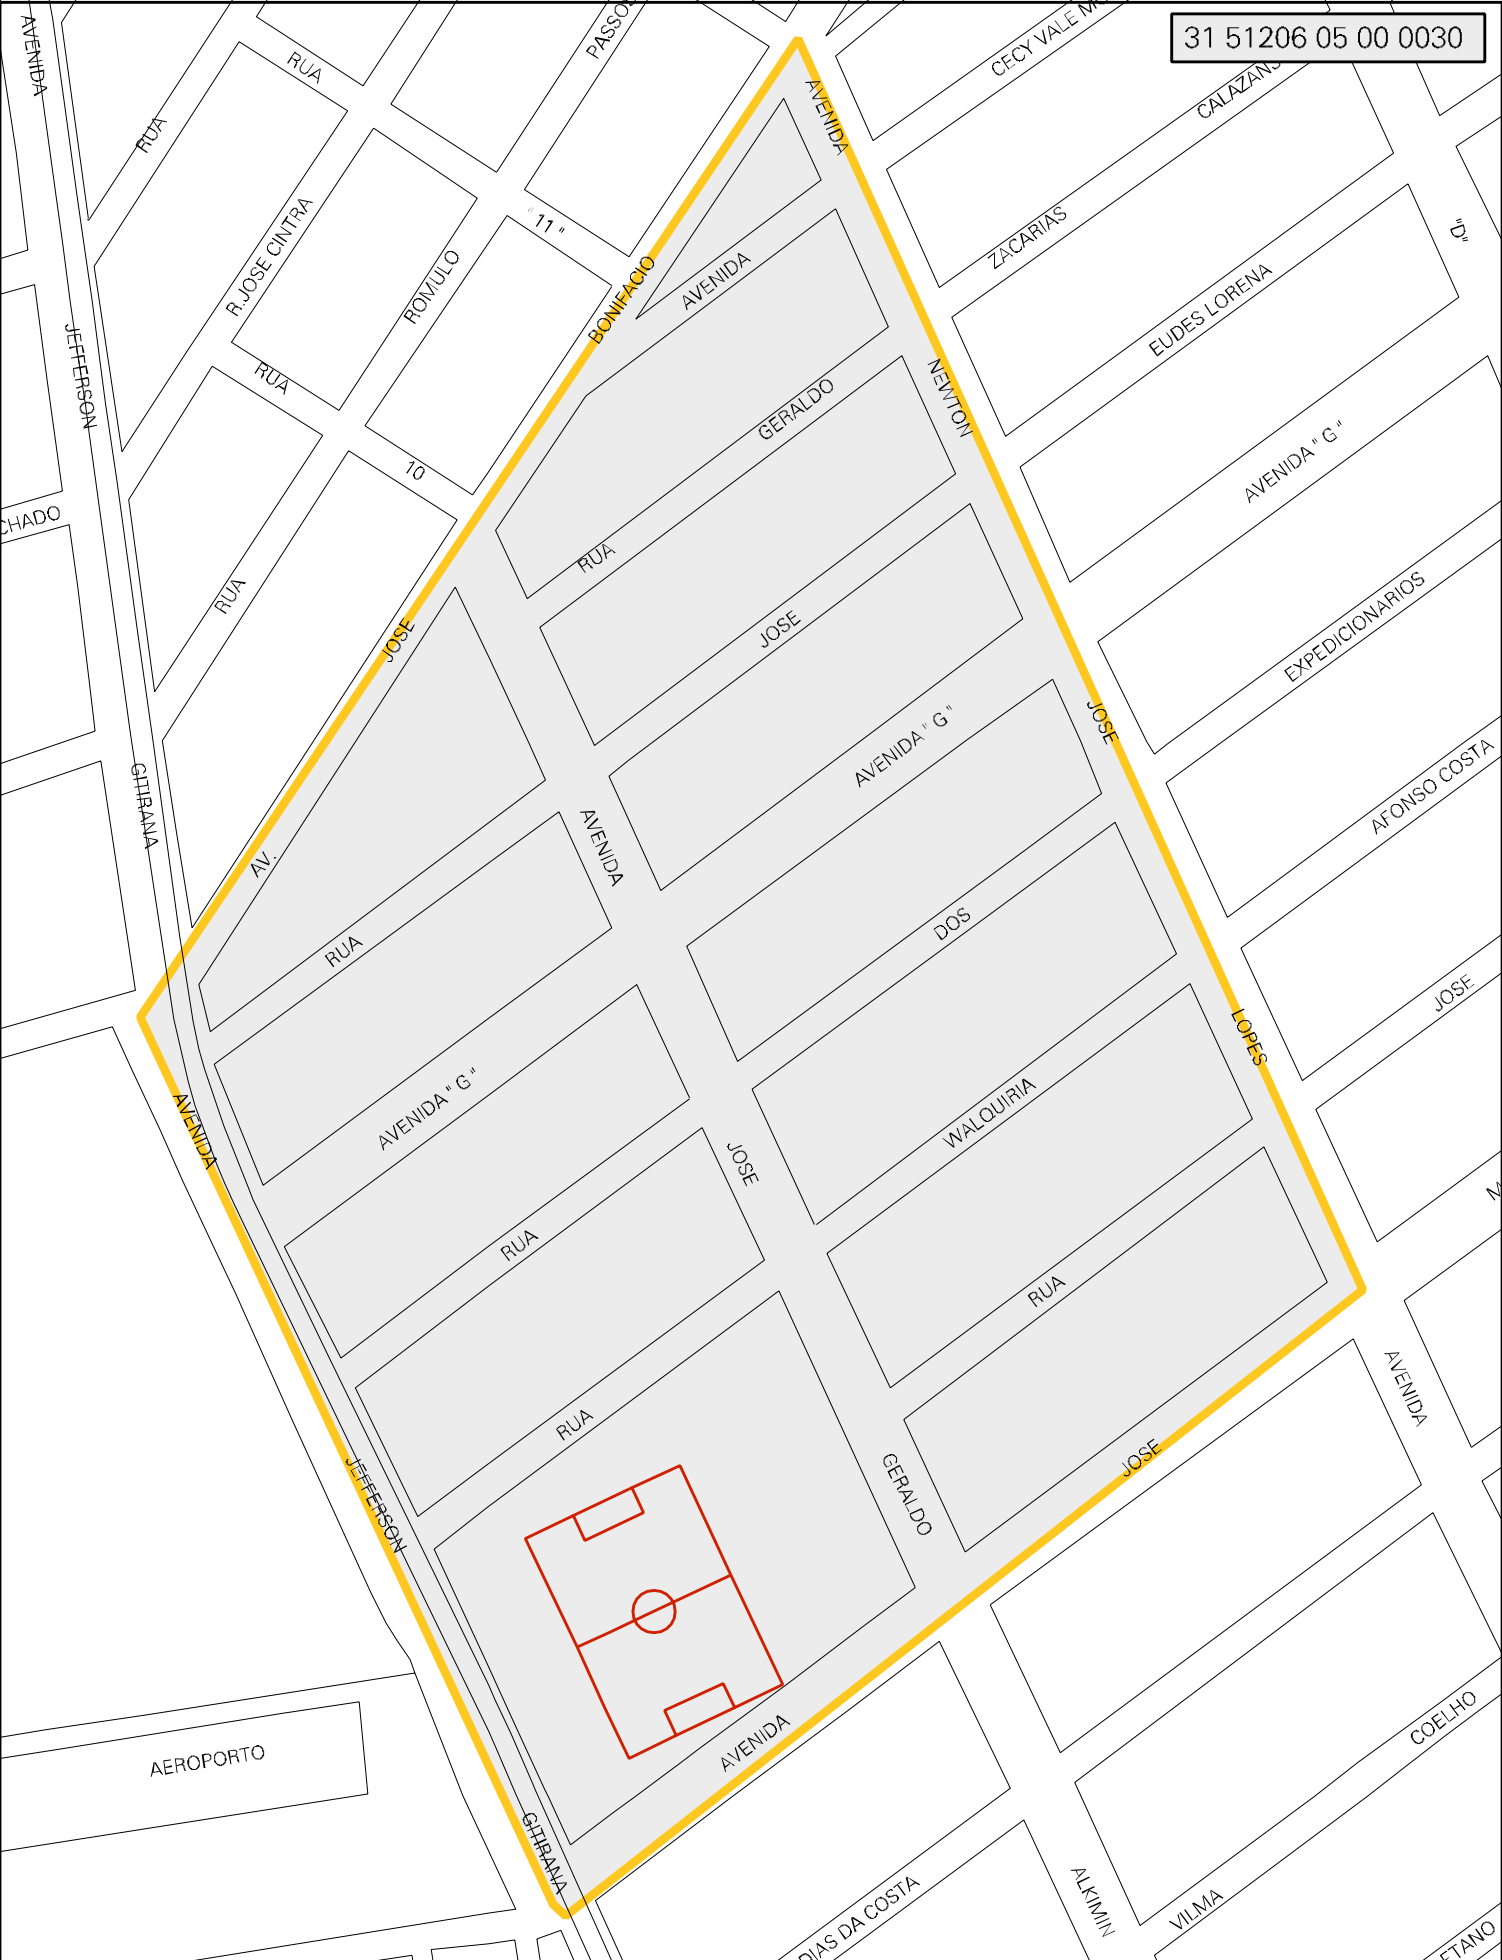 31 51206 05 00 0030
AVENIDA
RUA
RUA
CECY VALE
CALAZANS
AVENIDA
R.JOSE CINTRA
" 11 "
ROMULO
BONIFACIO
AVENIDA
ZACARIAS
"D"
EUDES LORENA
JEFFERSON
RUA
GERALDO
NEWTON
10
AVENIDA " G "
CHADO
RUA
RUA
JOSE
JOSE
EXPEDICIONARIOS
AVENIDA " G "
JOSE
GITIRANA
AVENIDA
AFONSO COSTA
AV.
RUA
DOS
JOSE
LOPES
AVENIDA
AVENIDA " G "
WALQUIRIA
JOSE
RUA
RUA
AVENIDA
RUA
JOSE
JEFFERSON
GERALDO
COELHO
AVENIDA
AEROPORTO
GITIRANA
DIAS DA COSTA
ALKIMIN
VILMA
ETANO